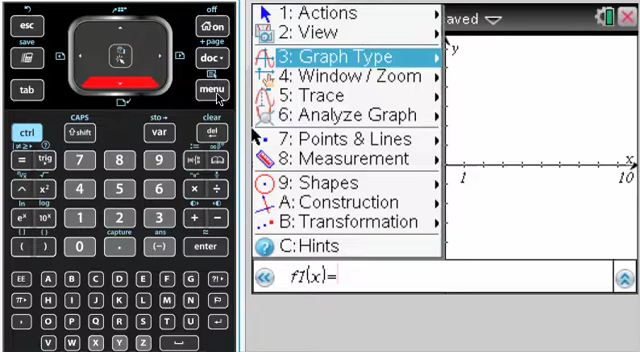 off
esc
on
save
+ page
doc
tab
menu
CAPS
sto→
clear
ctrl
shift
var
del
trig
7
8
9
4
5
6
ln
log
eˣ
10ˣ
1
2
3
capture
ans
( )
0
.
(−)
enter
EE
A
B
C
D
E
F
G
?!▸
π▸
H
I
J
K
L
M
N
,
O
P
Q
R
S
T
U
V
W
X
Y
Z
1: Actions
2: View
3: Graph Type
4: Window / Zoom
5: Trace
6: Analyze Graph
7: Points & Lines
8: Measurement
9: Shapes
A: Construction
B: Transformation
C: Hints
aved
y
x
1
10
f1(x)=